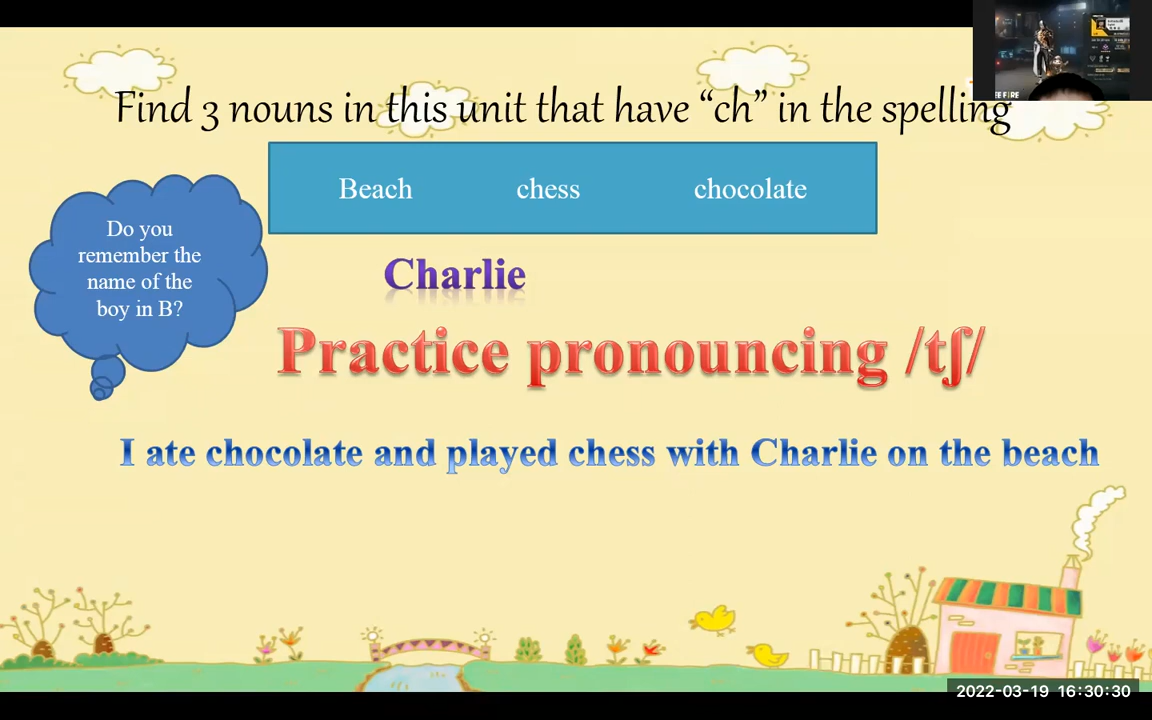 Find 3 nouns in this unit that have “ch” in the spelling
Beach chess chocolate
Do you
remember the
name of the
boy in B?
Charlie
Practice pronouncing /tʃ/
I ate chocolate and played chess with Charlie on the beach
2022-03-19 16:30:30